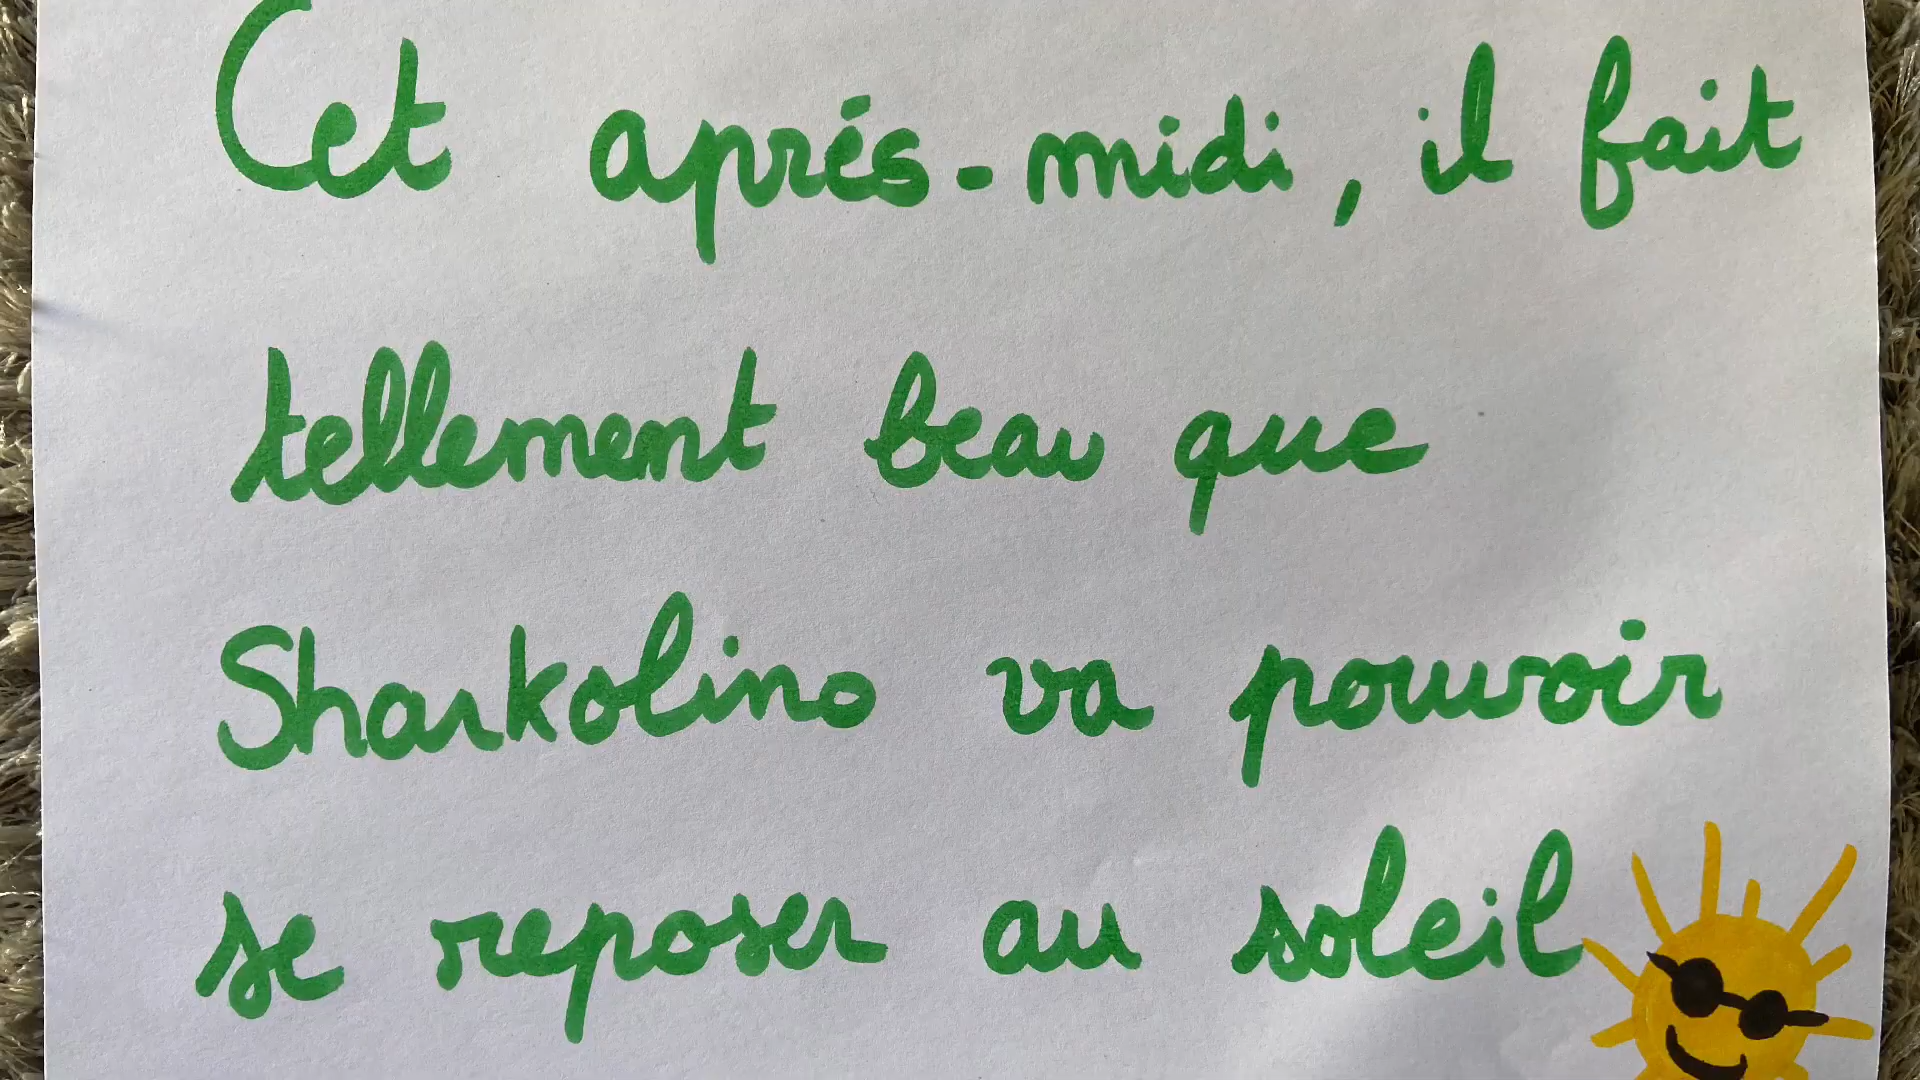 Cet aprés-midi, il fait
tellement beau que
Sharkolino va pouvoir
se reposer au soleil